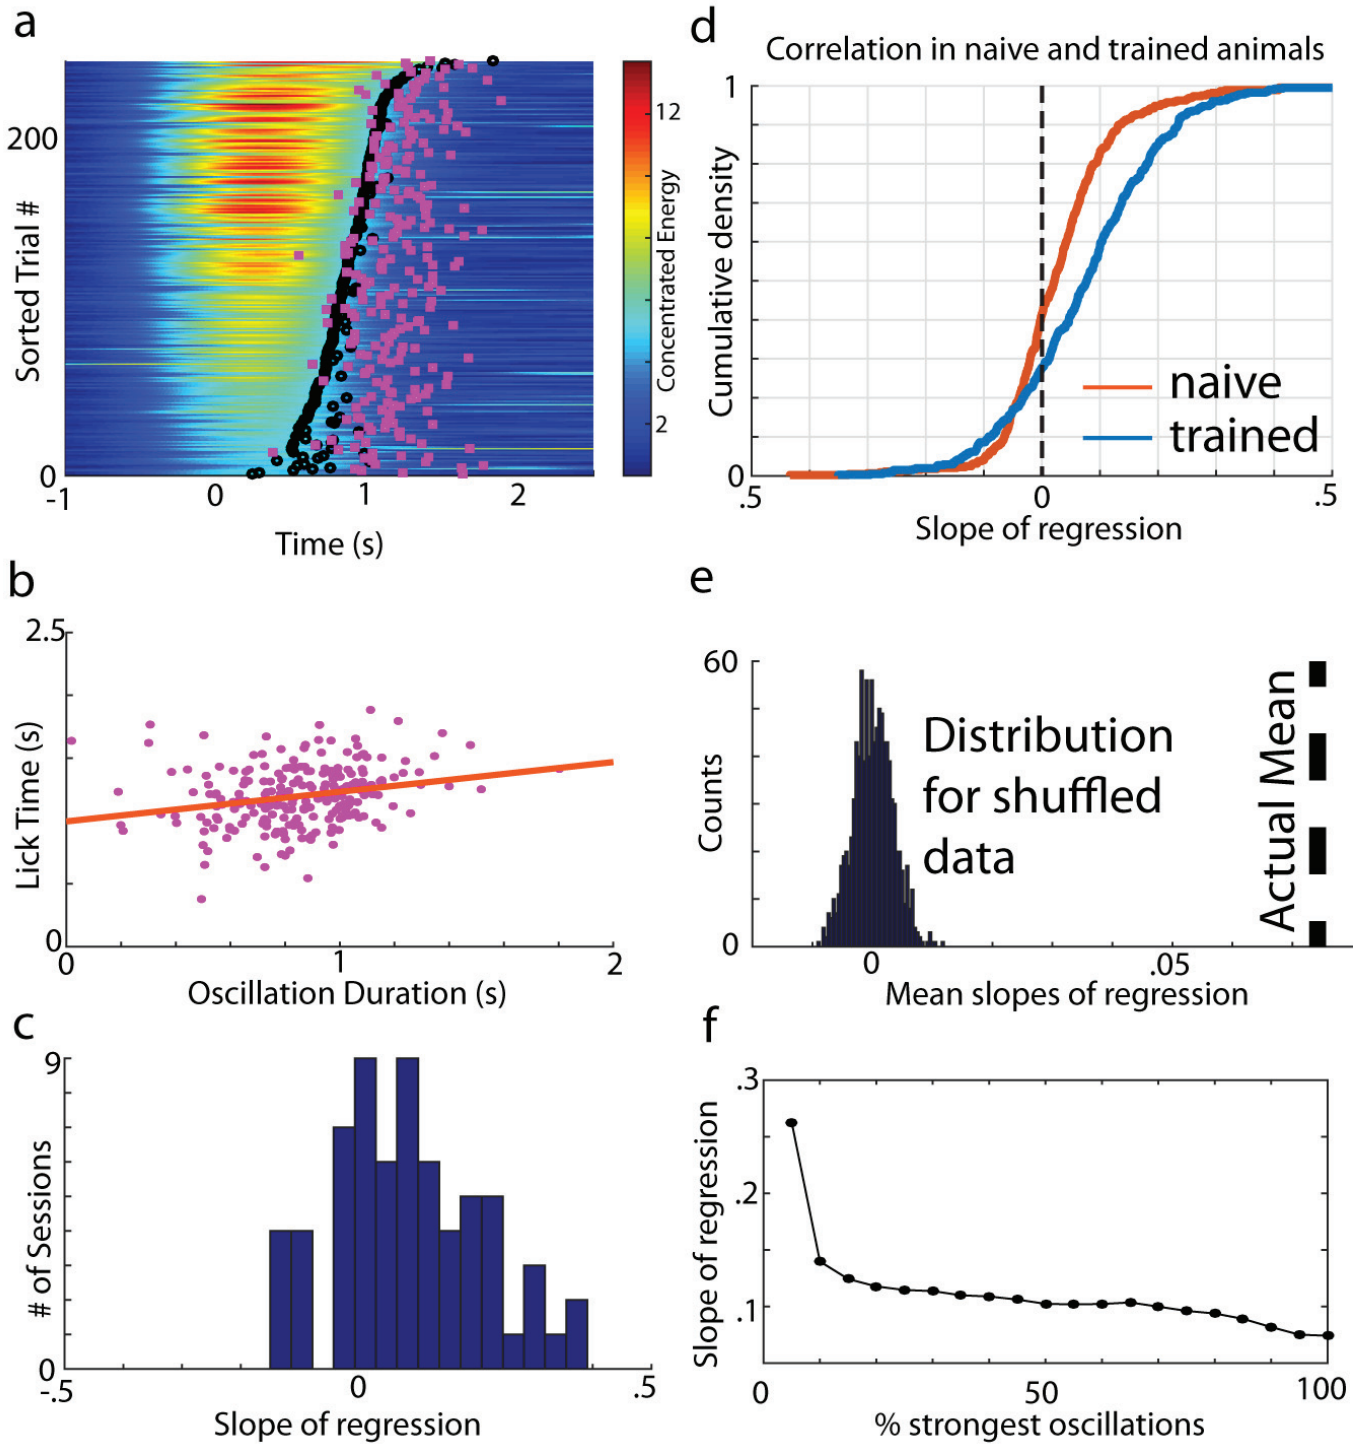 a
Sorted Trial #
200
0
-1
0
1
2
Time (s)
12
2
Concentrated Energy
b
2.5
0
Lick Time (s)
0
1
2
Oscillation Duration (s)
c
9
0
# of Sessions
-.5
0
.5
Slope of regression
d
Correlation in naive and trained animals
1
0
Cumulative density
naive
trained
.5
0
.5
Slope of regression
e
60
0
Counts
Distribution
for shuffled
data
Actual Mean
0
.05
Mean slopes of regression
f
.3
.2
.1
Slope of regression
0
50
100
% strongest oscillations